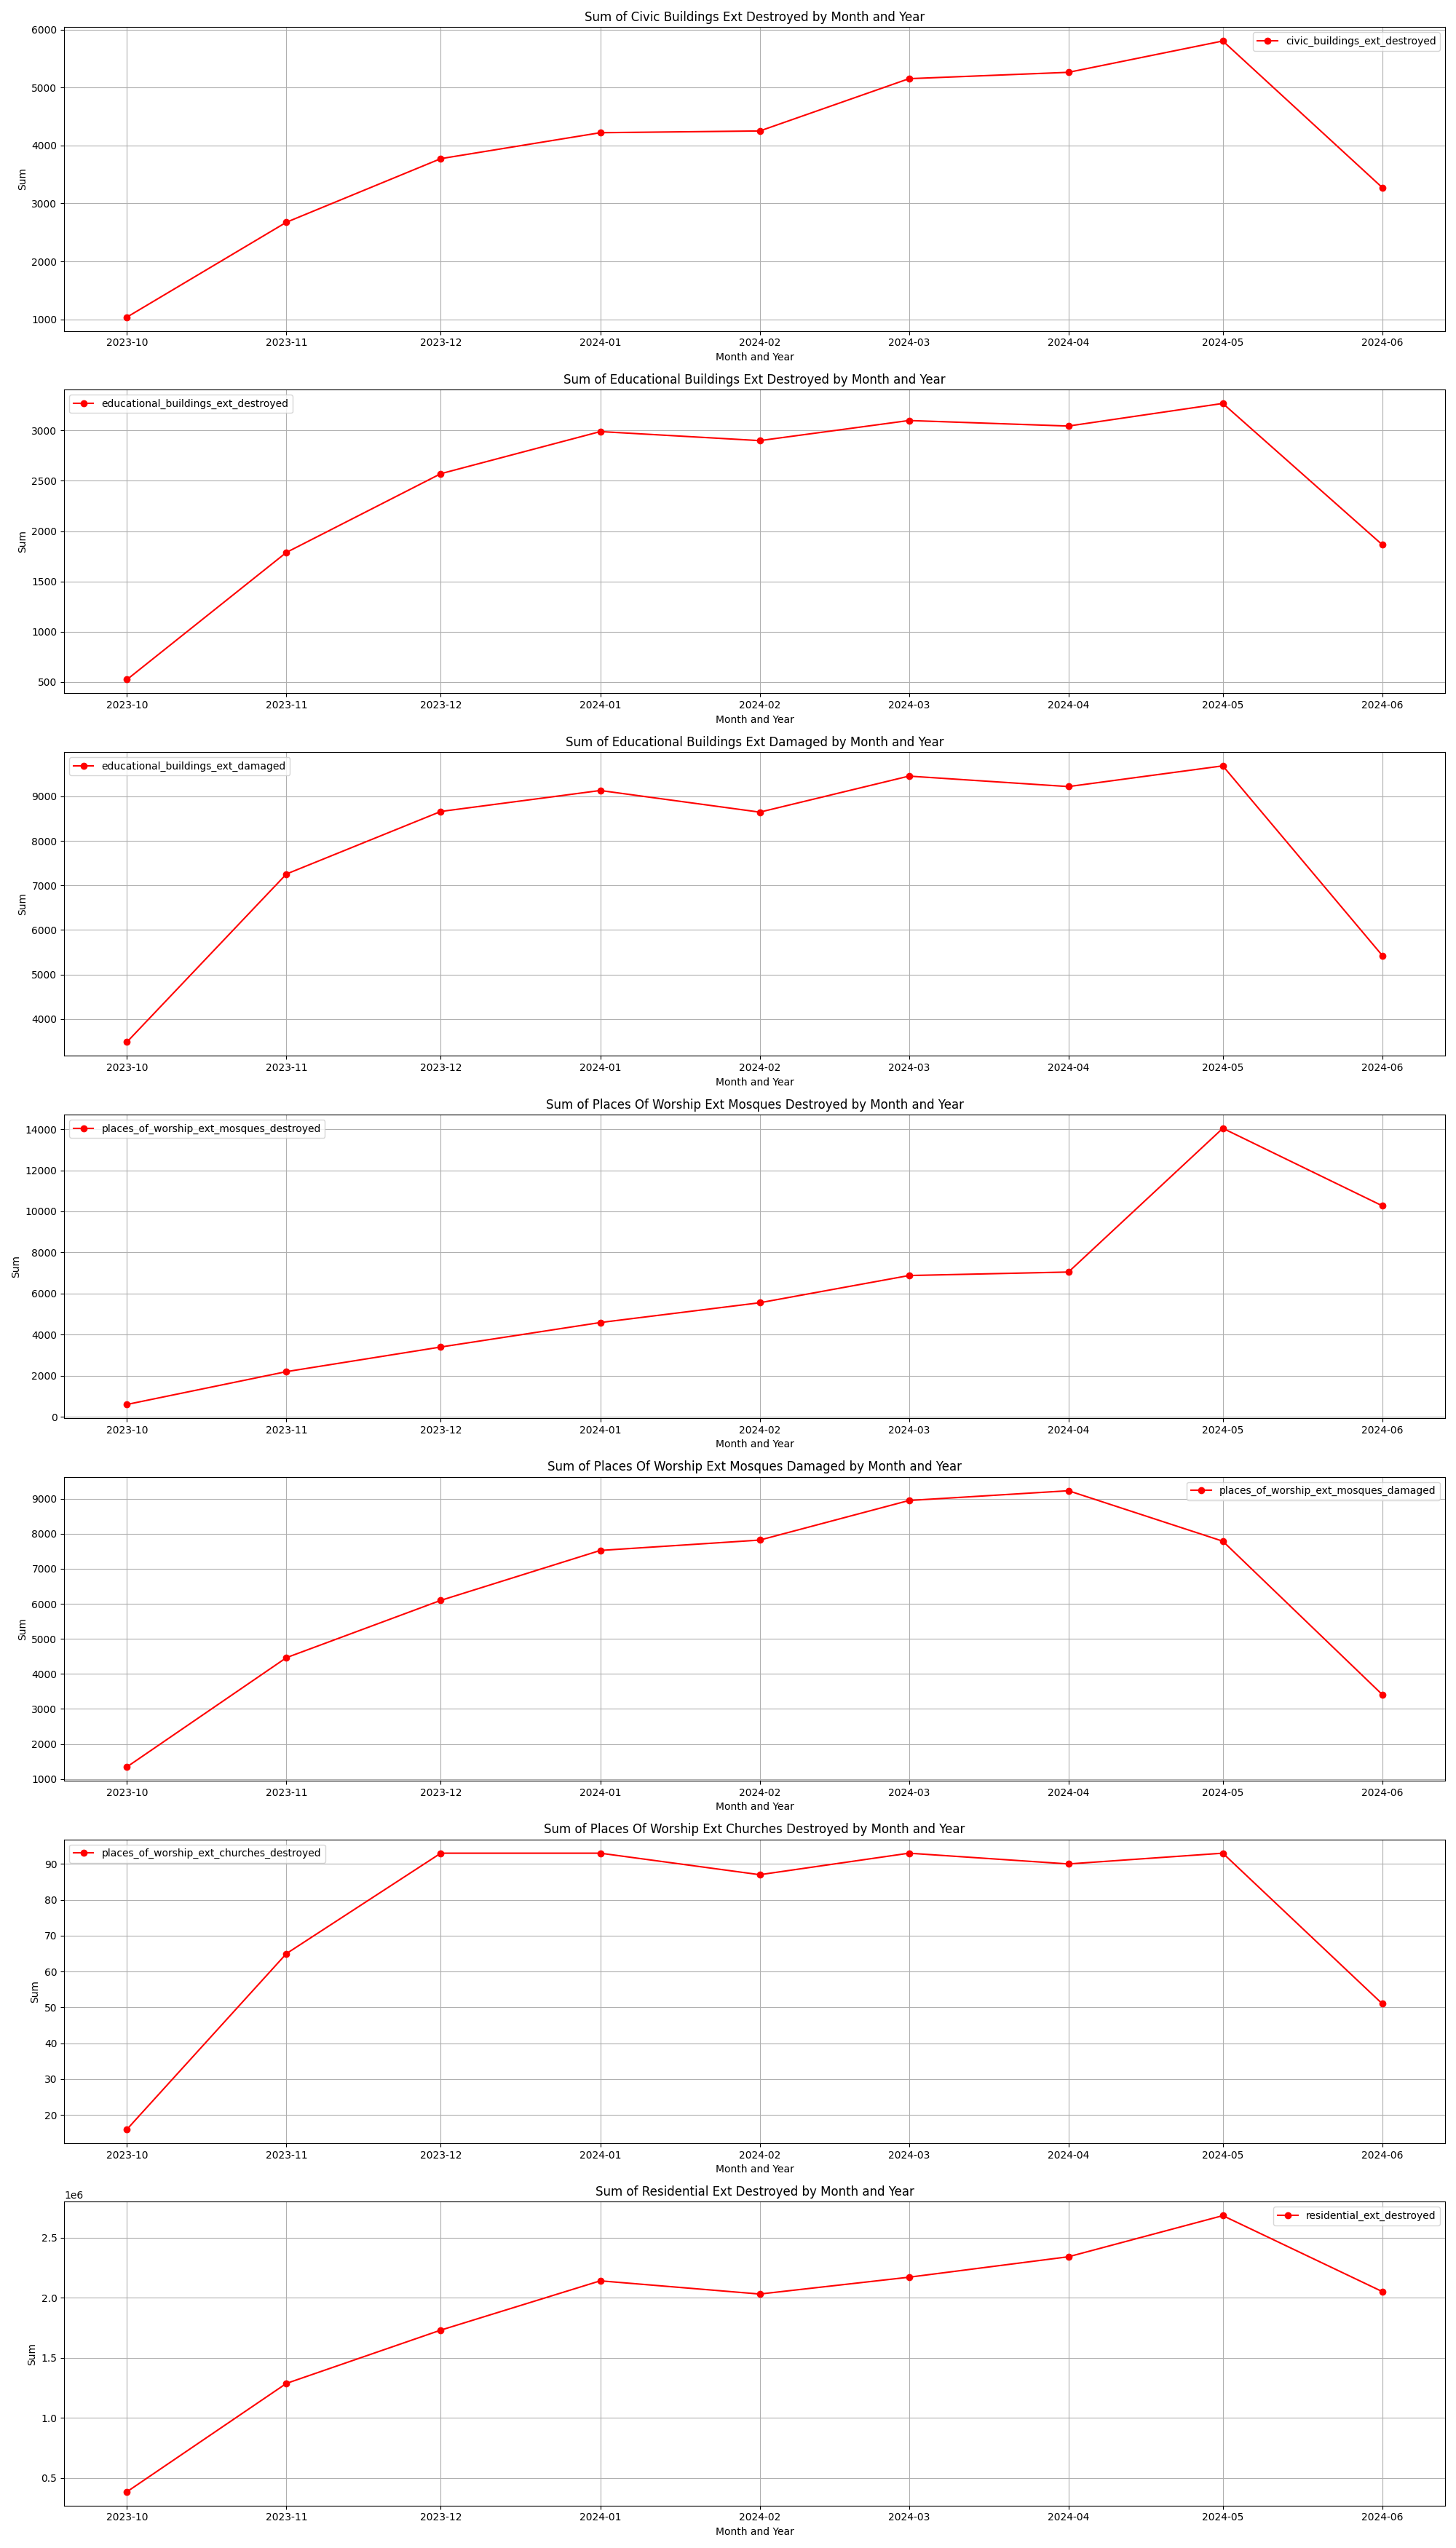 Sum of Civic Buildings Ext Destroyed by Month and Year
civic_buildings_ext_destroyed
6000
5000
4000
3000
2000
1000
Sum
2023-10 2023-11 2023-12 2024-01 2024-02 2024-03 2024-04 2024-05 2024-06
Month and Year
Sum of Educational Buildings Ext Destroyed by Month and Year
educational_buildings_ext_destroyed
3000
2500
2000
1500
1000
500
Sum
2023-10 2023-11 2023-12 2024-01 2024-02 2024-03 2024-04 2024-05 2024-06
Month and Year
Sum of Educational Buildings Ext Damaged by Month and Year
educational_buildings_ext_damaged
9000
8000
7000
6000
5000
4000
Sum
2023-10 2023-11 2023-12 2024-01 2024-02 2024-03 2024-04 2024-05 2024-06
Month and Year
Sum of Places Of Worship Ext Mosques Destroyed by Month and Year
places_of_worship_ext_mosques_destroyed
14000
12000
10000
8000
6000
4000
2000
0
Sum
2023-10 2023-11 2023-12 2024-01 2024-02 2024-03 2024-04 2024-05 2024-06
Month and Year
Sum of Places Of Worship Ext Mosques Damaged by Month and Year
places_of_worship_ext_mosques_damaged
9000
8000
7000
6000
5000
4000
3000
2000
1000
Sum
2023-10 2023-11 2023-12 2024-01 2024-02 2024-03 2024-04 2024-05 2024-06
Month and Year
Sum of Places Of Worship Ext Churches Destroyed by Month and Year
places_of_worship_ext_churches_destroyed
90
80
70
60
50
40
30
20
Sum
2023-10 2023-11 2023-12 2024-01 2024-02 2024-03 2024-04 2024-05 2024-06
Month and Year
Sum of Residential Ext Destroyed by Month and Year
1e6
residential_ext_destroyed
2.5
2.0
1.5
1.0
0.5
Sum
2023-10 2023-11 2023-12 2024-01 2024-02 2024-03 2024-04 2024-05 2024-06
Month and Year